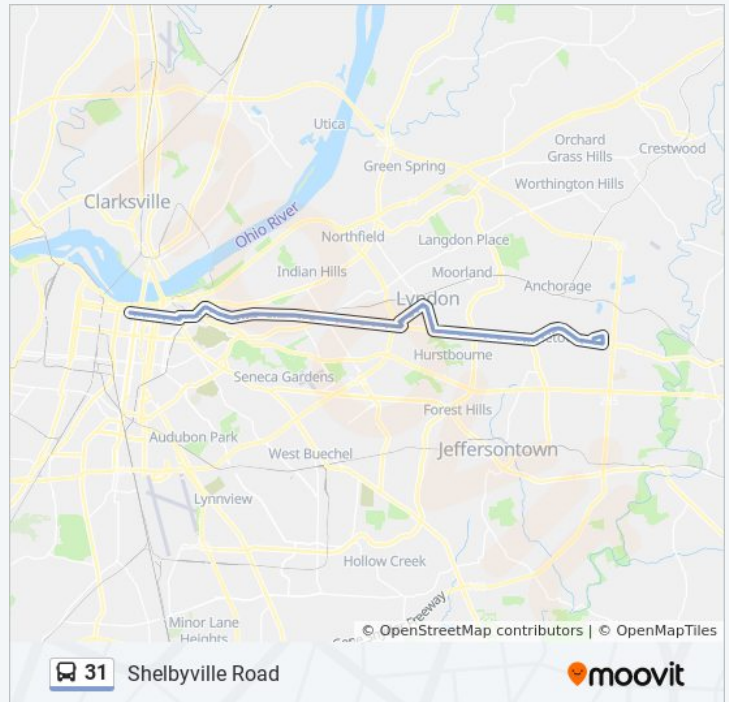 Utica
Orchard
Grass Hills
Crestwood
Green Spring
Worthington Hills
Clarksville
Ohio River
Northfield
Langdon Place
Indian Hills
Moorland
Anchorage
Lyndon
Hurstbourne
Seneca Gardens
Forest Hills
Audubon Park
West Buechel
Jeffersontown
Lynnview
Hollow Creek
Minor Lane
Heights
© OpenStreetMap contributors | © OpenMapTiles
31 Shelbyville Road
moovit